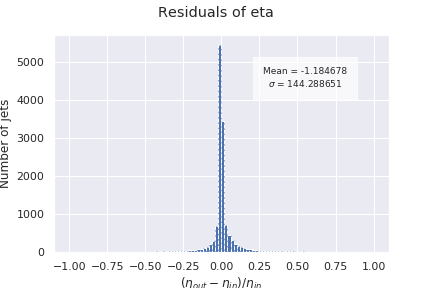 Residuals of eta
Mean = -1.184678
σ = 144.288651
Number of jets
5000
4000
3000
2000
1000
0
−1.00 −0.75 −0.50 −0.25 0.00 0.25 0.50 0.75 1.00
(η_out − η_in)/η_in